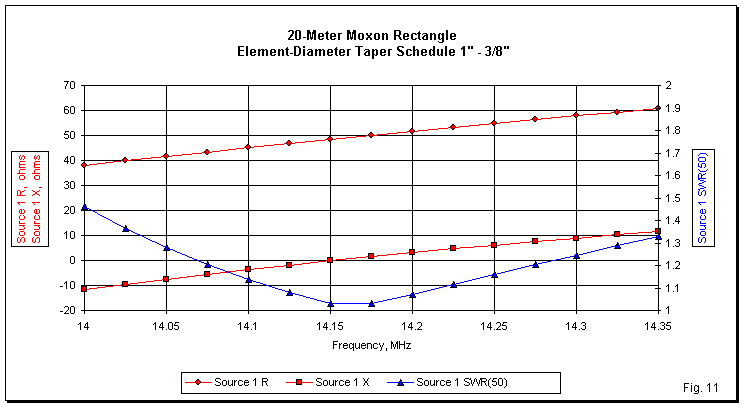 20-Meter Moxon Rectangle
Element-Diameter Taper Schedule 1" - 3/8"
Source 1 R, ohms
Source 1 X, ohms
70
60
50
40
30
20
10
0
-10
-20
2
1.9
1.8
1.7
1.6
1.5
1.4
1.3
1.2
1.1
1
Source 1 SWR(50)
14
14.05
14.1
14.15
14.2
14.25
14.3
14.35
Frequency, MHz
Source 1 R
Source 1 X
Source 1 SWR(50)
Fig. 11